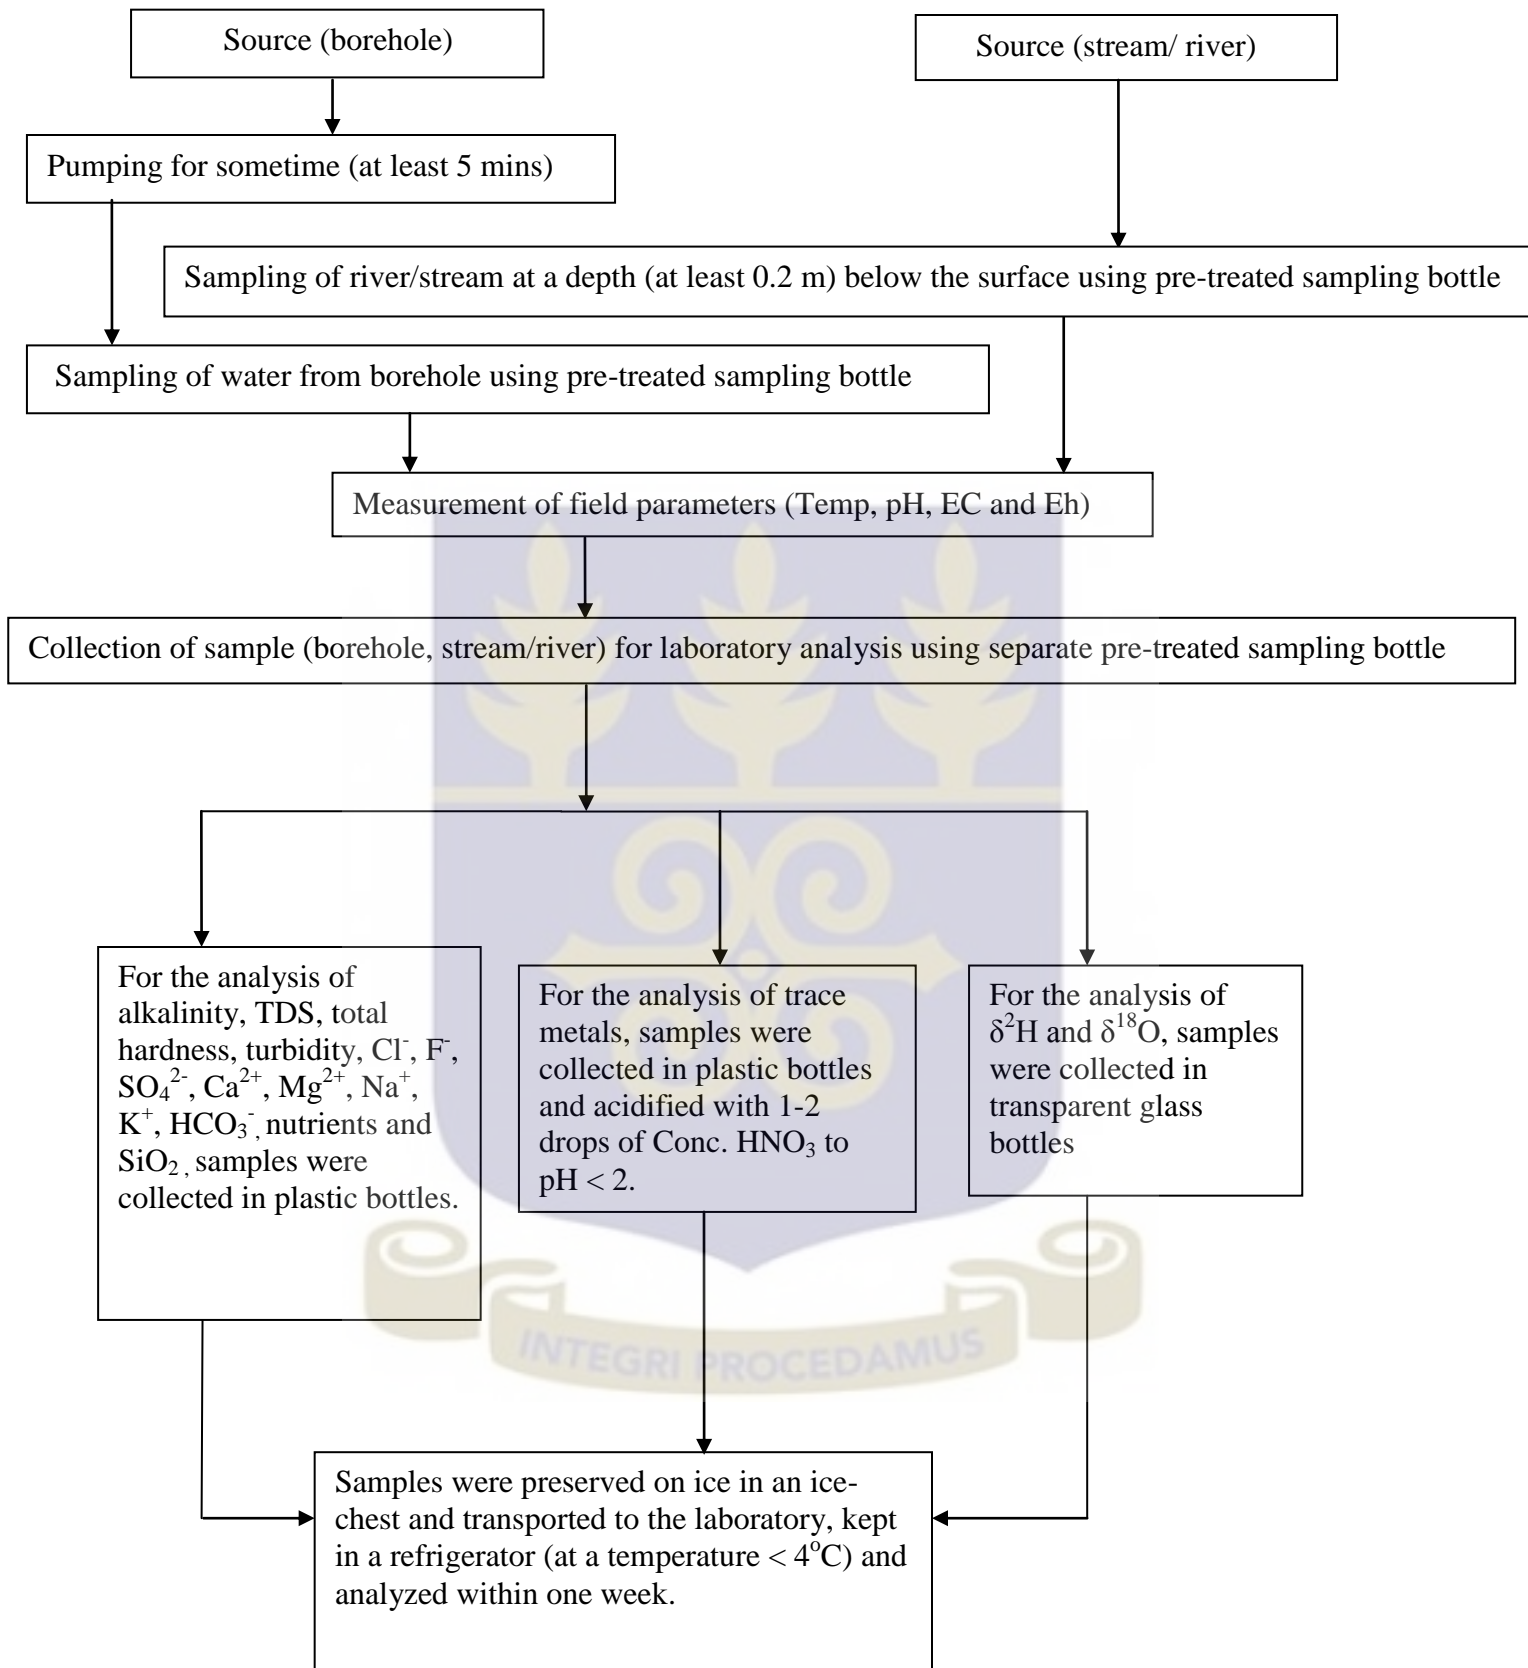 Source (borehole)
Source (stream/ river)
Pumping for sometime (at least 5 mins)
Sampling of river/stream at a depth (at least 0.2 m) below the surface using pre-treated sampling bottle
Sampling of water from borehole using pre-treated sampling bottle
Measurement of field parameters (Temp, pH, EC and Eh)
Collection of sample (borehole, stream/river) for laboratory analysis using separate pre-treated sampling bottle
For the analysis of
alkalinity, TDS, total
hardness, turbidity, Cl⁻, F⁻,
SO₄²⁻, Ca²⁺, Mg²⁺, Na⁺,
K⁺, HCO₃⁻, nutrients and
SiO₂, samples were
collected in plastic bottles.
For the analysis of trace
metals, samples were
collected in plastic bottles
and acidified with 1-2
drops of Conc. HNO₃ to
pH < 2.
For the analysis of
δ²H and δ¹⁸O, samples
were collected in
transparent glass
bottles
INTEGRI PROCEDAMUS
Samples were preserved on ice in an ice-
chest and transported to the laboratory, kept
in a refrigerator (at a temperature < 4°C) and
analyzed within one week.